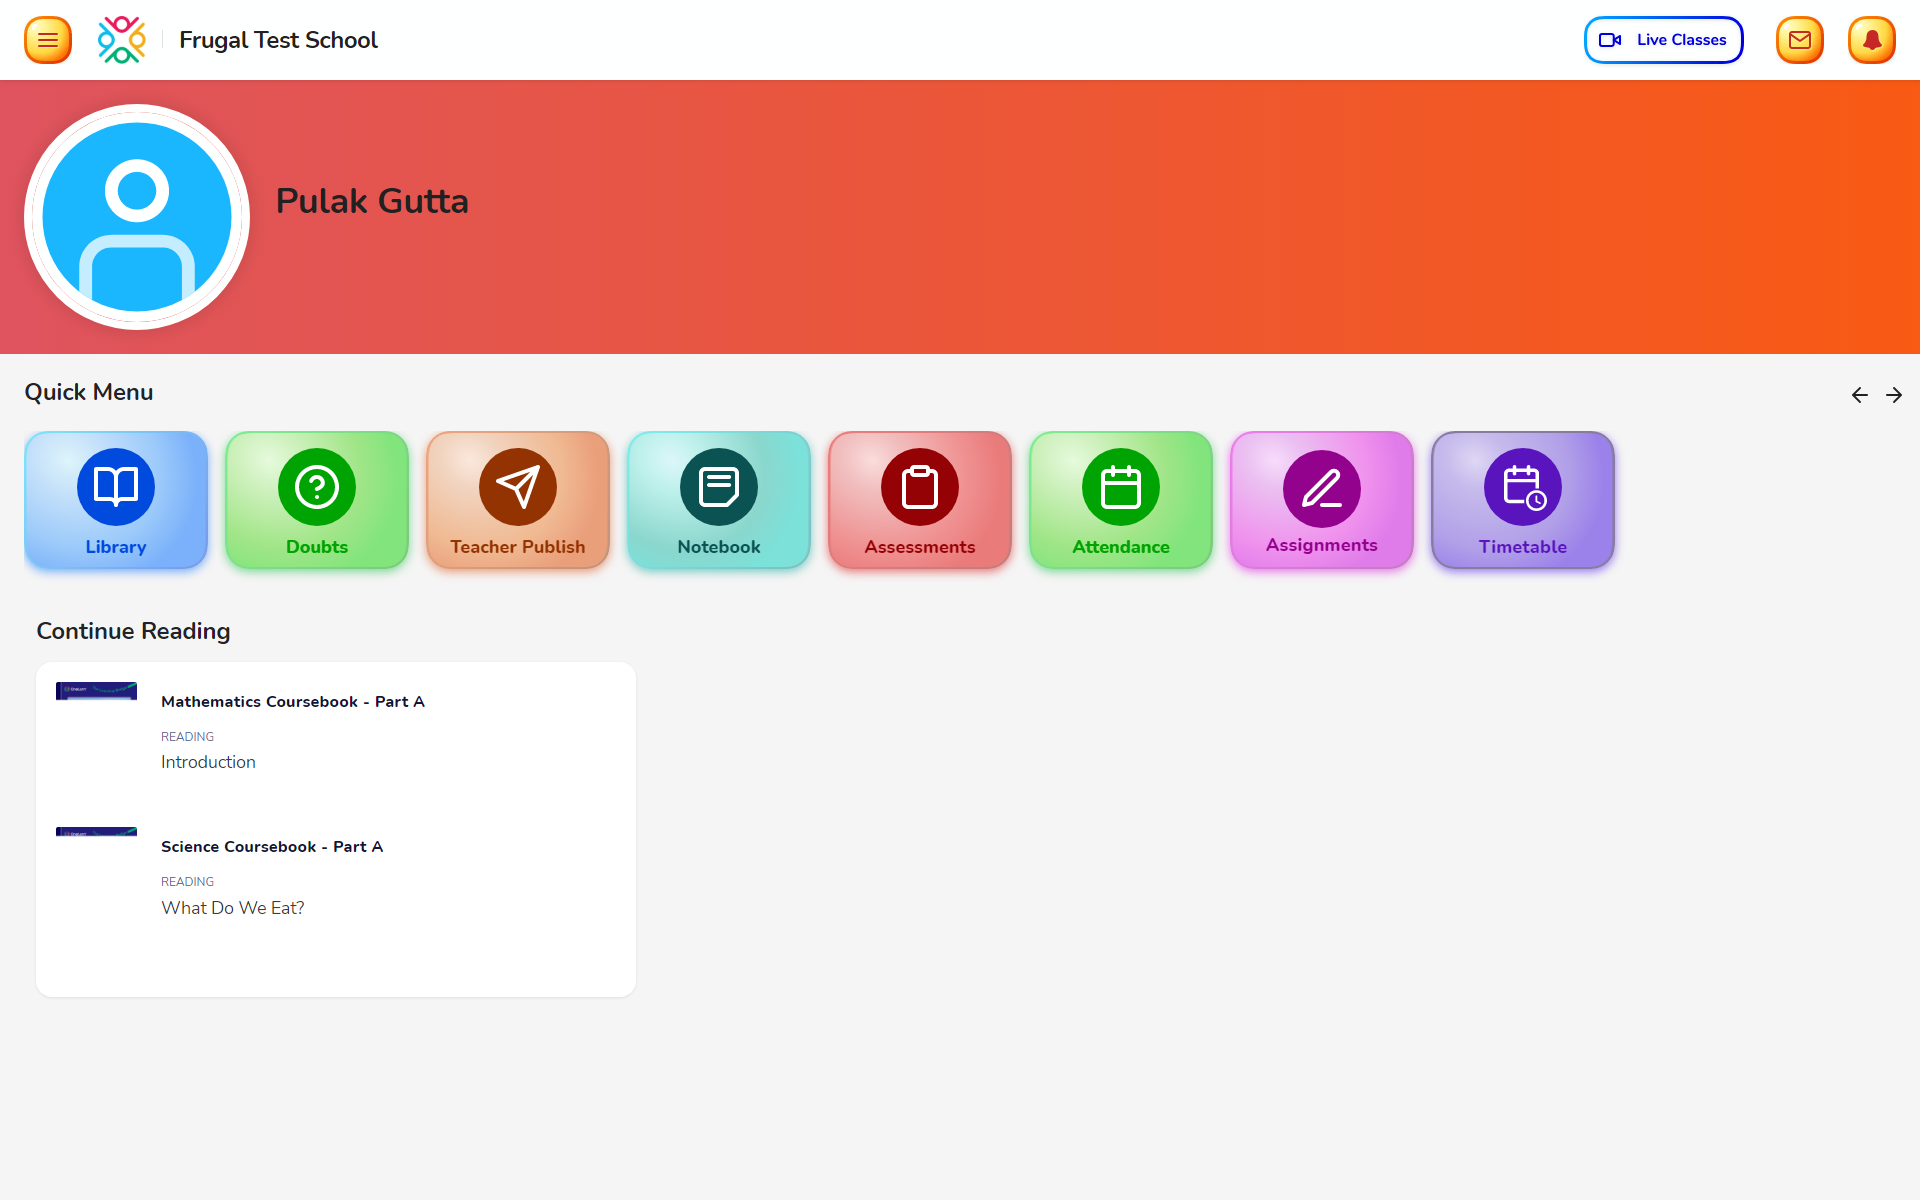 Frugal Test School
Live Classes
Pulak Gutta
Quick Menu
Library
Doubts
Teacher Publish
Notebook
Assessments
Attendance
Assignments
Timetable
Continue Reading
Mathematics Coursebook - Part A
READING
Introduction
Science Coursebook - Part A
READING
What Do We Eat?